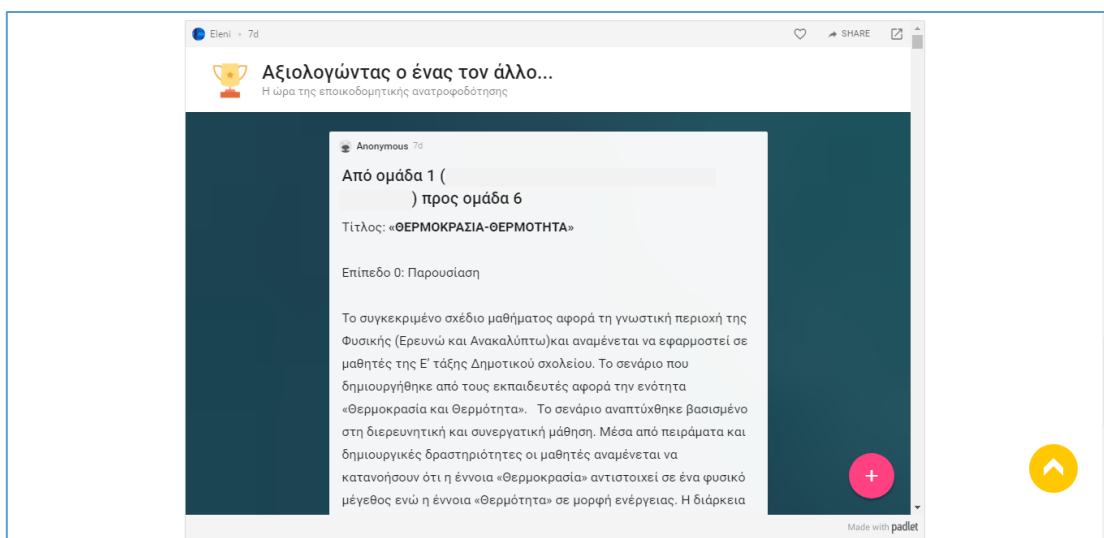 Eleni • 7d
SHARE
Αξιολογώντας ο ένας τον άλλο...
Η ώρα της εποικοδομητικής ανατροφοδότησης
Anonymous 7d
Από ομάδα 1 (
) προς ομάδα 6
Τίτλος: «ΘΕΡΜΟΚΡΑΣΙΑ-ΘΕΡΜΟΤΗΤΑ»
Επίπεδο 0: Παρουσίαση
Το συγκεκριμένο σχέδιο μαθήματος αφορά τη γνωστική περιοχή της
Φυσικής (Ερευνώ και Ανακαλύπτω)και αναμένεται να εφαρμοστεί σε
μαθητές της Ε’ τάξης Δημοτικού σχολείου. Το σενάριο που
δημιουργήθηκε από τους εκπαιδευτές αφορά την ενότητα
«Θερμοκρασία και Θερμότητα». Το σενάριο αναπτύχθηκε βασισμένο
στη διερευνητική και συνεργατική μάθηση. Μέσα από πειράματα και
δημιουργικές δραστηριότητες οι μαθητές αναμένεται να
κατανοήσουν ότι η έννοια «Θερμοκρασία» αντιστοιχεί σε ένα φυσικό
μέγεθος ενώ η έννοια «Θερμότητα» σε μορφή ενέργειας. Η διάρκεια
Made with padlet